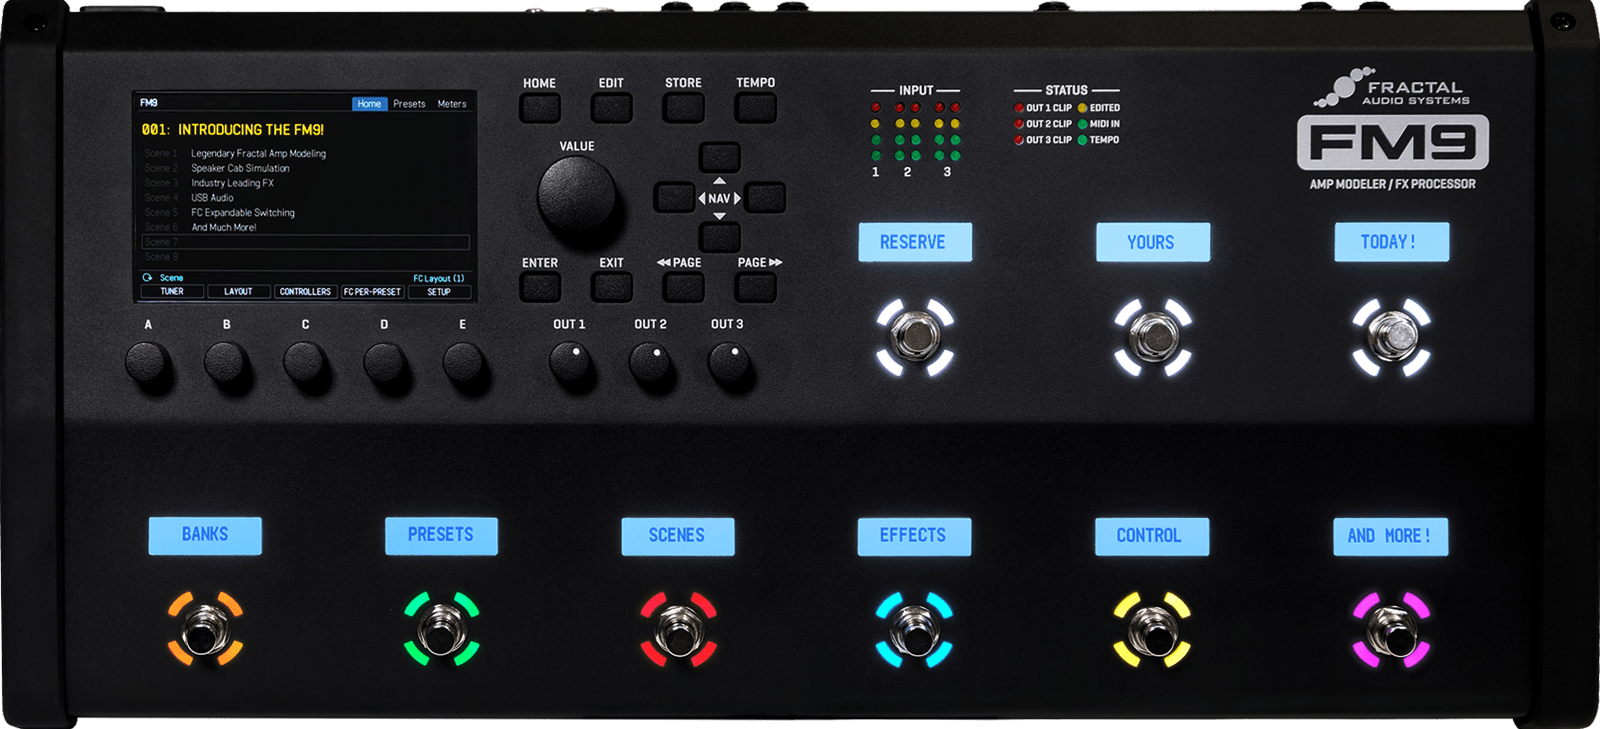 FM9 Home Presets Meters
001: INTRODUCING THE FM9!
Scene 1 Legendary Fractal Amp Modeling
Scene 2 Speaker Cab Simulation
Scene 3 Industry Leading FX
Scene 4 USB Audio
Scene 5 FC Expandable Switching
Scene 6 And Much More!
Scene 7
Scene 8
Scene FC Layout (1)
TUNER LAYOUT CONTROLLERS FC PER-PRESET SETUP
A B C D E
HOME EDIT STORE TEMPO
VALUE
NAV
ENTER EXIT PAGE PAGE
OUT 1 OUT 2 OUT 3
INPUT
1 2 3
STATUS
OUT 1 CLIP EDITED
OUT 2 CLIP MIDI IN
OUT 3 CLIP TEMPO
FRACTAL
AUDIO SYSTEMS
FM9
AMP MODELER / FX PROCESSOR
RESERVE YOURS TODAY!
BANKS PRESETS SCENES EFFECTS CONTROL AND MORE!